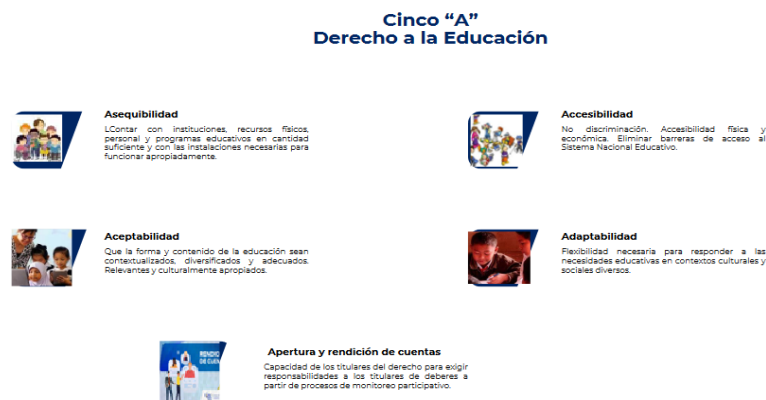 Cinco “A”
Derecho a la Educación
Asequibilidad
LContar con instituciones, recursos físicos,
personal y programas educativos en cantidad
suficiente y con las instalaciones necesarias para
funcionar apropiadamente.
Accesibilidad
No discriminación. Accesibilidad física y
económica. Eliminar barreras de acceso al
Sistema Nacional Educativo.
Aceptabilidad
Que la forma y contenido de la educación sean
contextualizados, diversificados y adecuados.
Relevantes y culturalmente apropiados.
Adaptabilidad
Flexibilidad necesaria para responder a las
necesidades educativas en contextos culturales y
sociales diversos.
Apertura y rendición de cuentas
Capacidad de los titulares del derecho para exigir
responsabilidades a los titulares de deberes a
partir de procesos de monitoreo participativo.